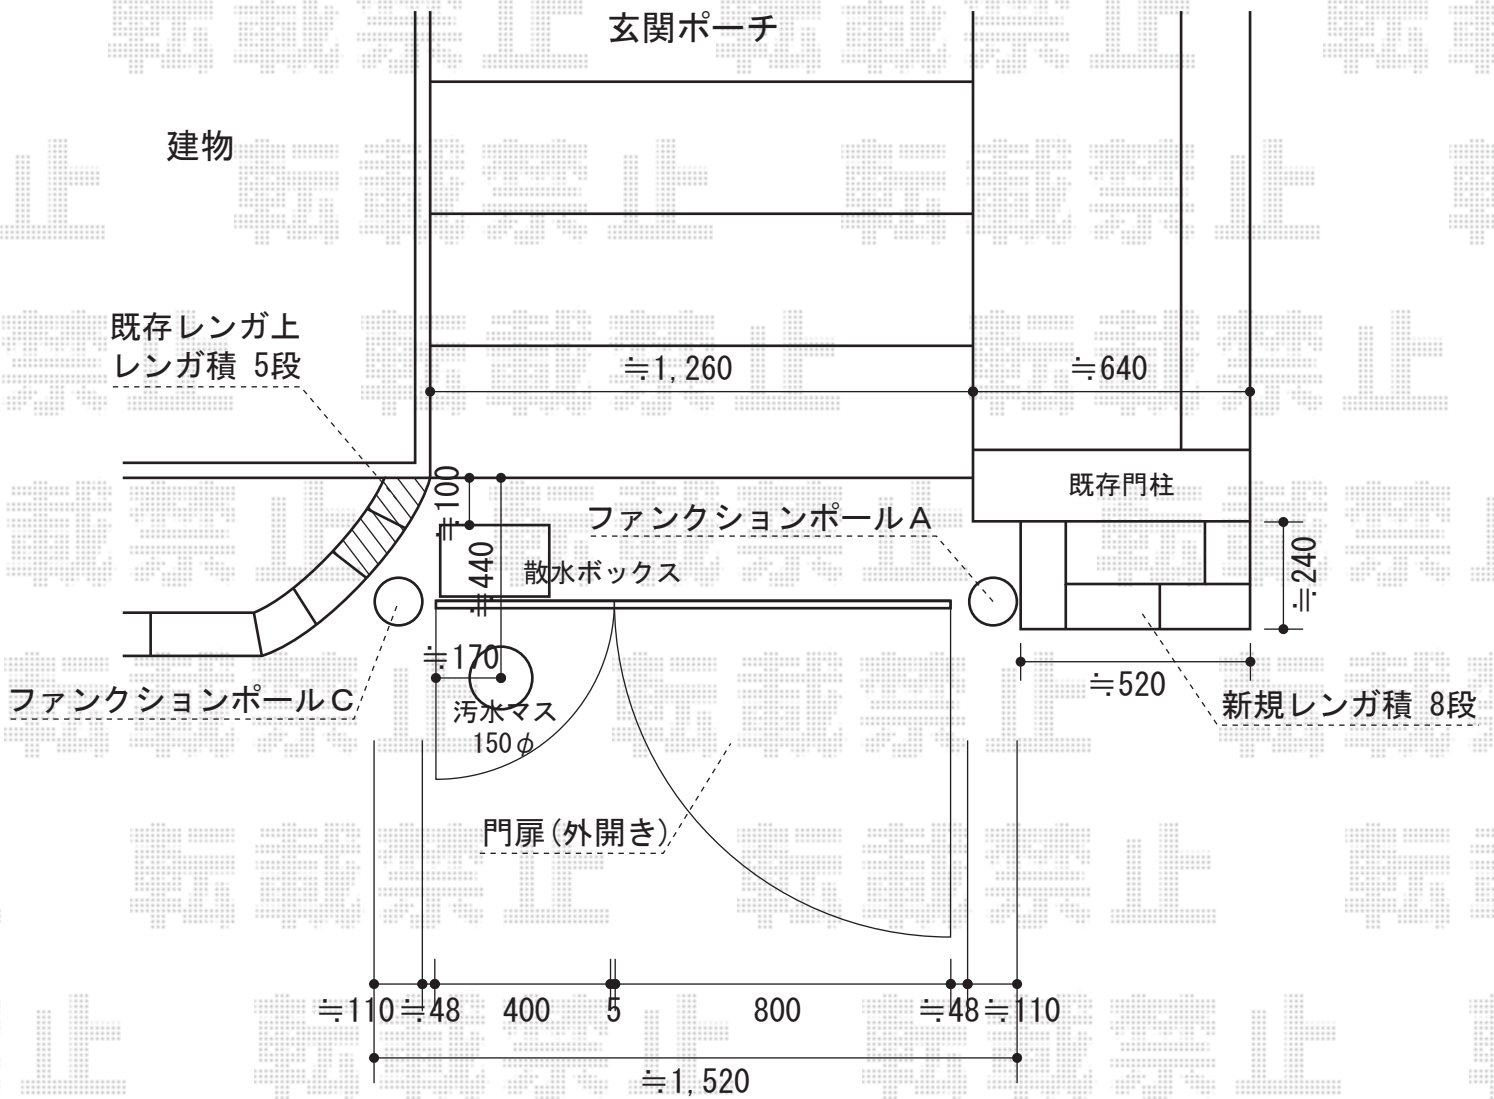 玄関ポーチ
建物
既存レンガ上
レンガ積 5段
≒1,260
≒640
≒100
既存門柱
ファンクションポールA
≒440
散水ボックス
≒240
≒170
ファンクションポールC
汚水マス
150φ
≒520
新規レンガ積 8段
門扉(外開き)
≒110
≒48
400
5
800
≒48
≒110
≒1,520
転載禁止